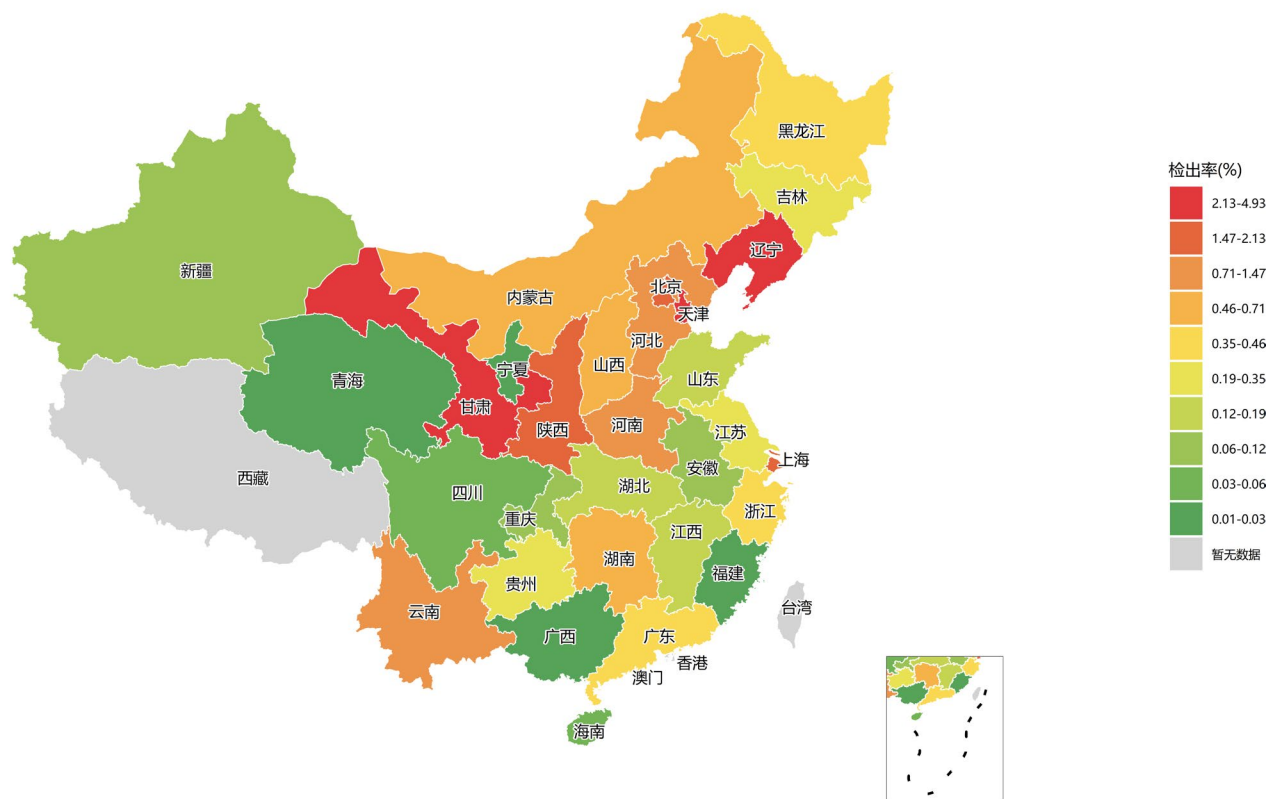 黑龙江
吉林
辽宁
新疆
内蒙古
北京
天津
河北
山西
宁夏
青海
山东
甘肃
陕西
河南
江苏
上海
安徽
西藏
四川
湖北
重庆
浙江
江西
湖南
福建
贵州
云南
台湾
广西
广东
香港
澳门
海南
检出率(%)
2.13-4.93
1.47-2.13
0.71-1.47
0.46-0.71
0.35-0.46
0.19-0.35
0.12-0.19
0.06-0.12
0.03-0.06
0.01-0.03
暂无数据